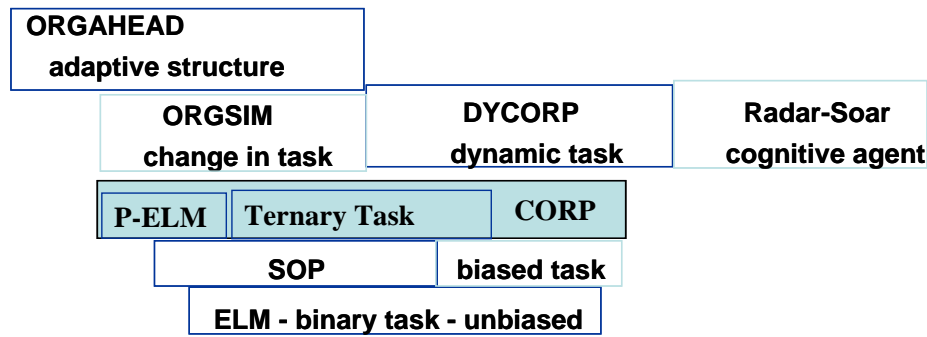 ORGAHEAD
adaptive structure
ORGSIM
change in task
DYCORP
dynamic task
Radar-Soar
cognitive agent
P-ELM
Ternary Task
CORP
SOP
biased task
ELM - binary task - unbiased